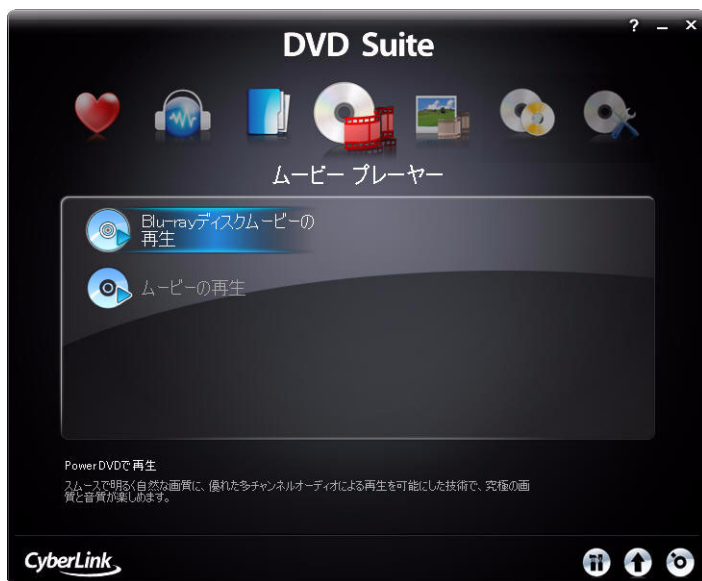 DVD Suite
? – ×
ムービー プレーヤー
Blu-rayディスクムービーの
再生
ムービーの再生
PowerDVDで再生
スムースで明るく自然な画質に、優れた多チャンネルオーディオによる再生を可能にした技術で、究極の画
質と音質が楽しめます。
CyberLink